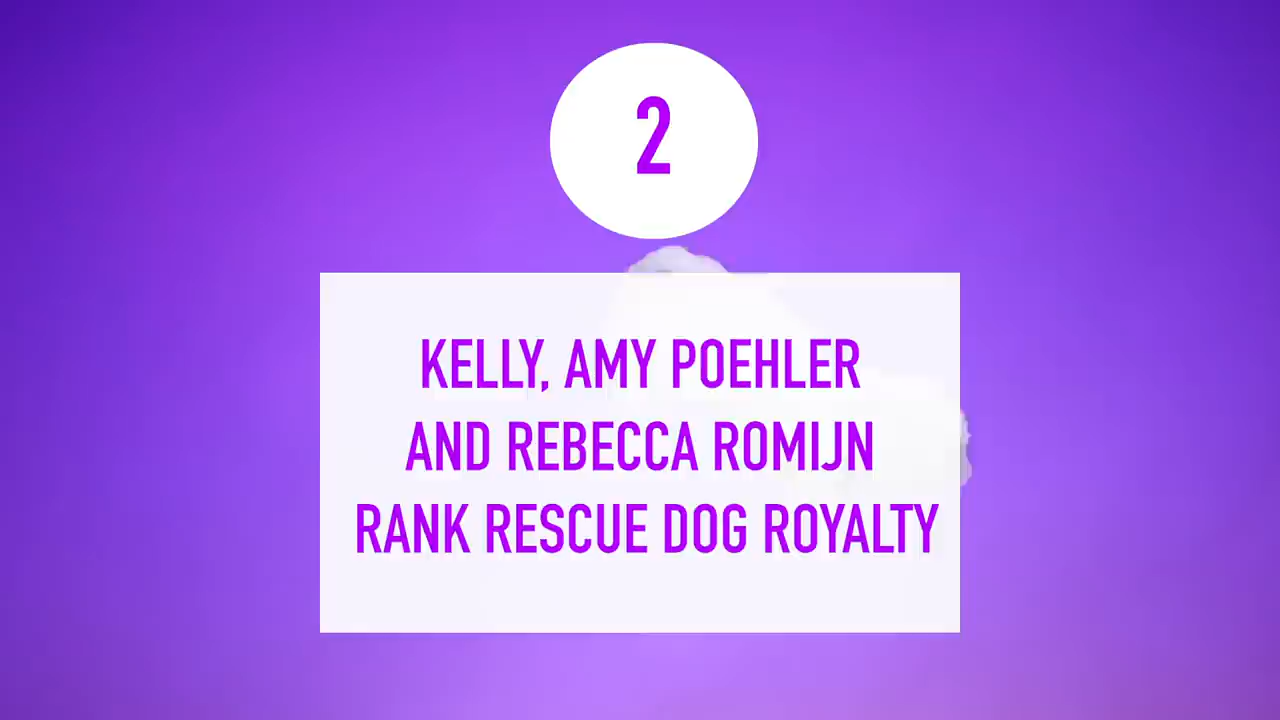 2
KELLY, AMY POEHLER
AND REBECCA ROMIJN
RANK RESCUE DOG ROYALTY